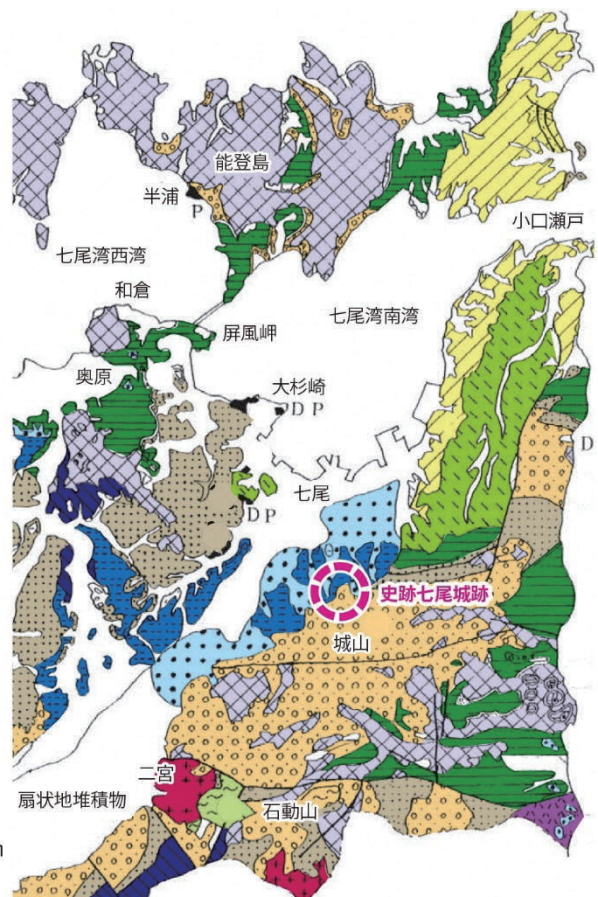 能登島
半浦
P
小口瀬戸
七尾湾西湾
和倉
七尾湾南湾
屏風岬
奥原
大杉崎
D P
D
七尾
D P
史跡七尾城跡
城山
二宮
扇状地堆積物
石動山